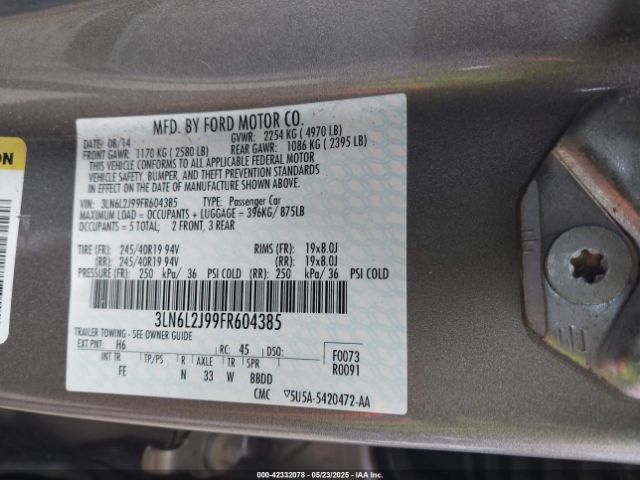 MFD. BY FORD MOTOR CO.
DATE: 08/14 GVWR: 2254 KG ( 4970 LB)
FRONT GAWR: 1170 KG ( 2580 LB) REAR GAWR: 1086 KG ( 2395 LB)
THIS VEHICLE CONFORMS TO ALL APPLICABLE FEDERAL MOTOR
VEHICLE SAFETY, BUMPER, AND THEFT PREVENTION STANDARDS
IN EFFECT ON THE DATE OF MANUFACTURE SHOWN ABOVE.
VIN: 3LN6L2J99FR604385 TYPE: Passenger Car
MAXIMUM LOAD = OCCUPANTS + LUGGAGE = 396KG/ 875LB
OCCUPANTS = 5 TOTAL: 2 FRONT, 3 REAR
TIRE (FR): 245/40R19 94V RIMS (FR): 19x8.0J
(RR): 245/40R19 94V (RR): 19x8.0J
PRESSURE (FR): 250 kPa/ 36 PSI COLD (RR): 250 kPa/ 36 PSI COLD
3LN6L2J99FR604385
TRAILER TOWING - SEE OWNER GUIDE
EXT PNT: H6 RC: 45 DSO: F0073
INT TR TP/PS R AXLE TR SPR R0091
FE N 33 W BBDD
CMC 5U5A-5420472-AA
ON
000-42332078 - 05/23/2025 - IAAI.COM